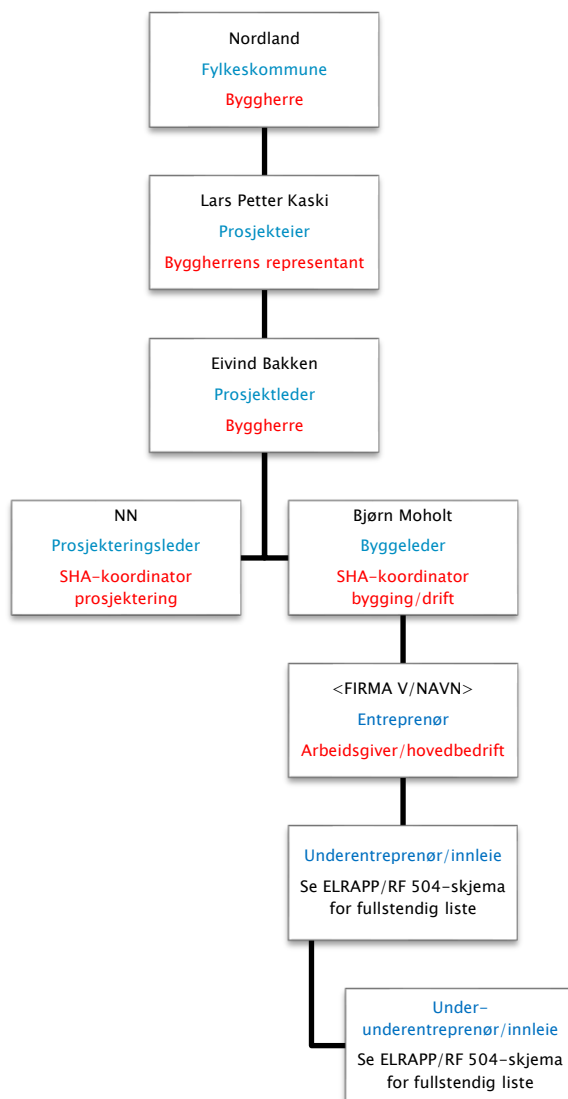 Nordland
Fylkeskommune
Byggherre
Lars Petter Kaski
Prosjekteier
Byggherrens representant
Eivind Bakken
Prosjektleder
Byggherre
NN
Prosjekteringsleder
SHA-koordinator
prosjektering
Bjørn Moholt
Byggeleder
SHA-koordinator
bygging/drift
<FIRMA V/NAVN>
Entreprenør
Arbeidsgiver/hovedbedrift
Underentreprenør/innleie
Se ELRAPP/RF 504-skjema
for fullstendig liste
Under-
underentreprenør/innleie
Se ELRAPP/RF 504-skjema
for fullstendig liste